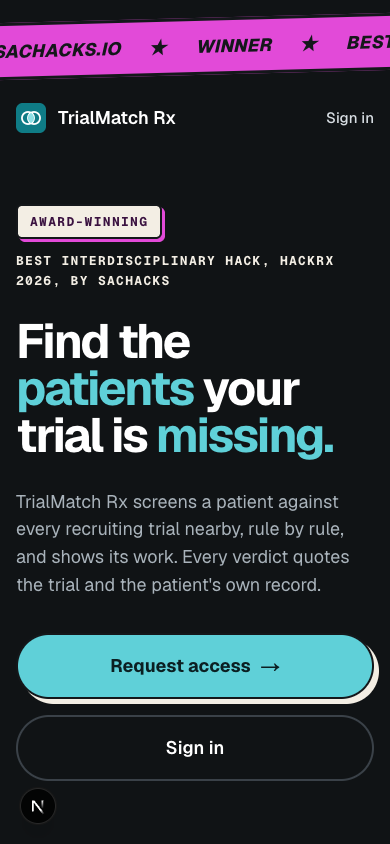 SACHACKS.IO ★ WINNER ★ BEST
TrialMatch Rx
Sign in
AWARD-WINNING
BEST INTERDISCIPLINARY HACK, HACKRX
2026, BY SACHACKS
Find the
patients your
trial is missing.
TrialMatch Rx screens a patient against
every recruiting trial nearby, rule by rule,
and shows its work. Every verdict quotes
the trial and the patient's own record.
Request access →
Sign in
N